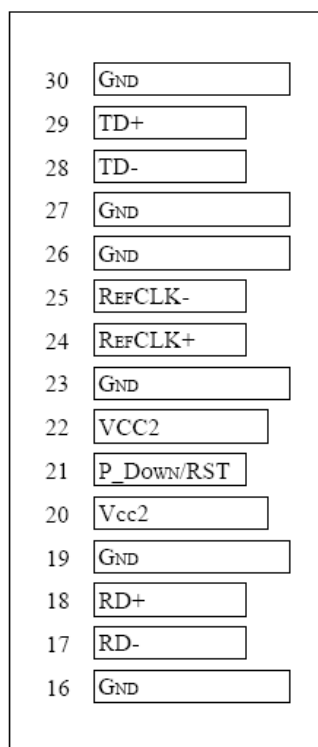 30 GND
29 TD+
28 TD-
27 GND
26 GND
25 REFCLK-
24 REFCLK+
23 GND
22 VCC2
21 P_DOWN/RST
20 Vcc2
19 GND
18 RD+
17 RD-
16 GND